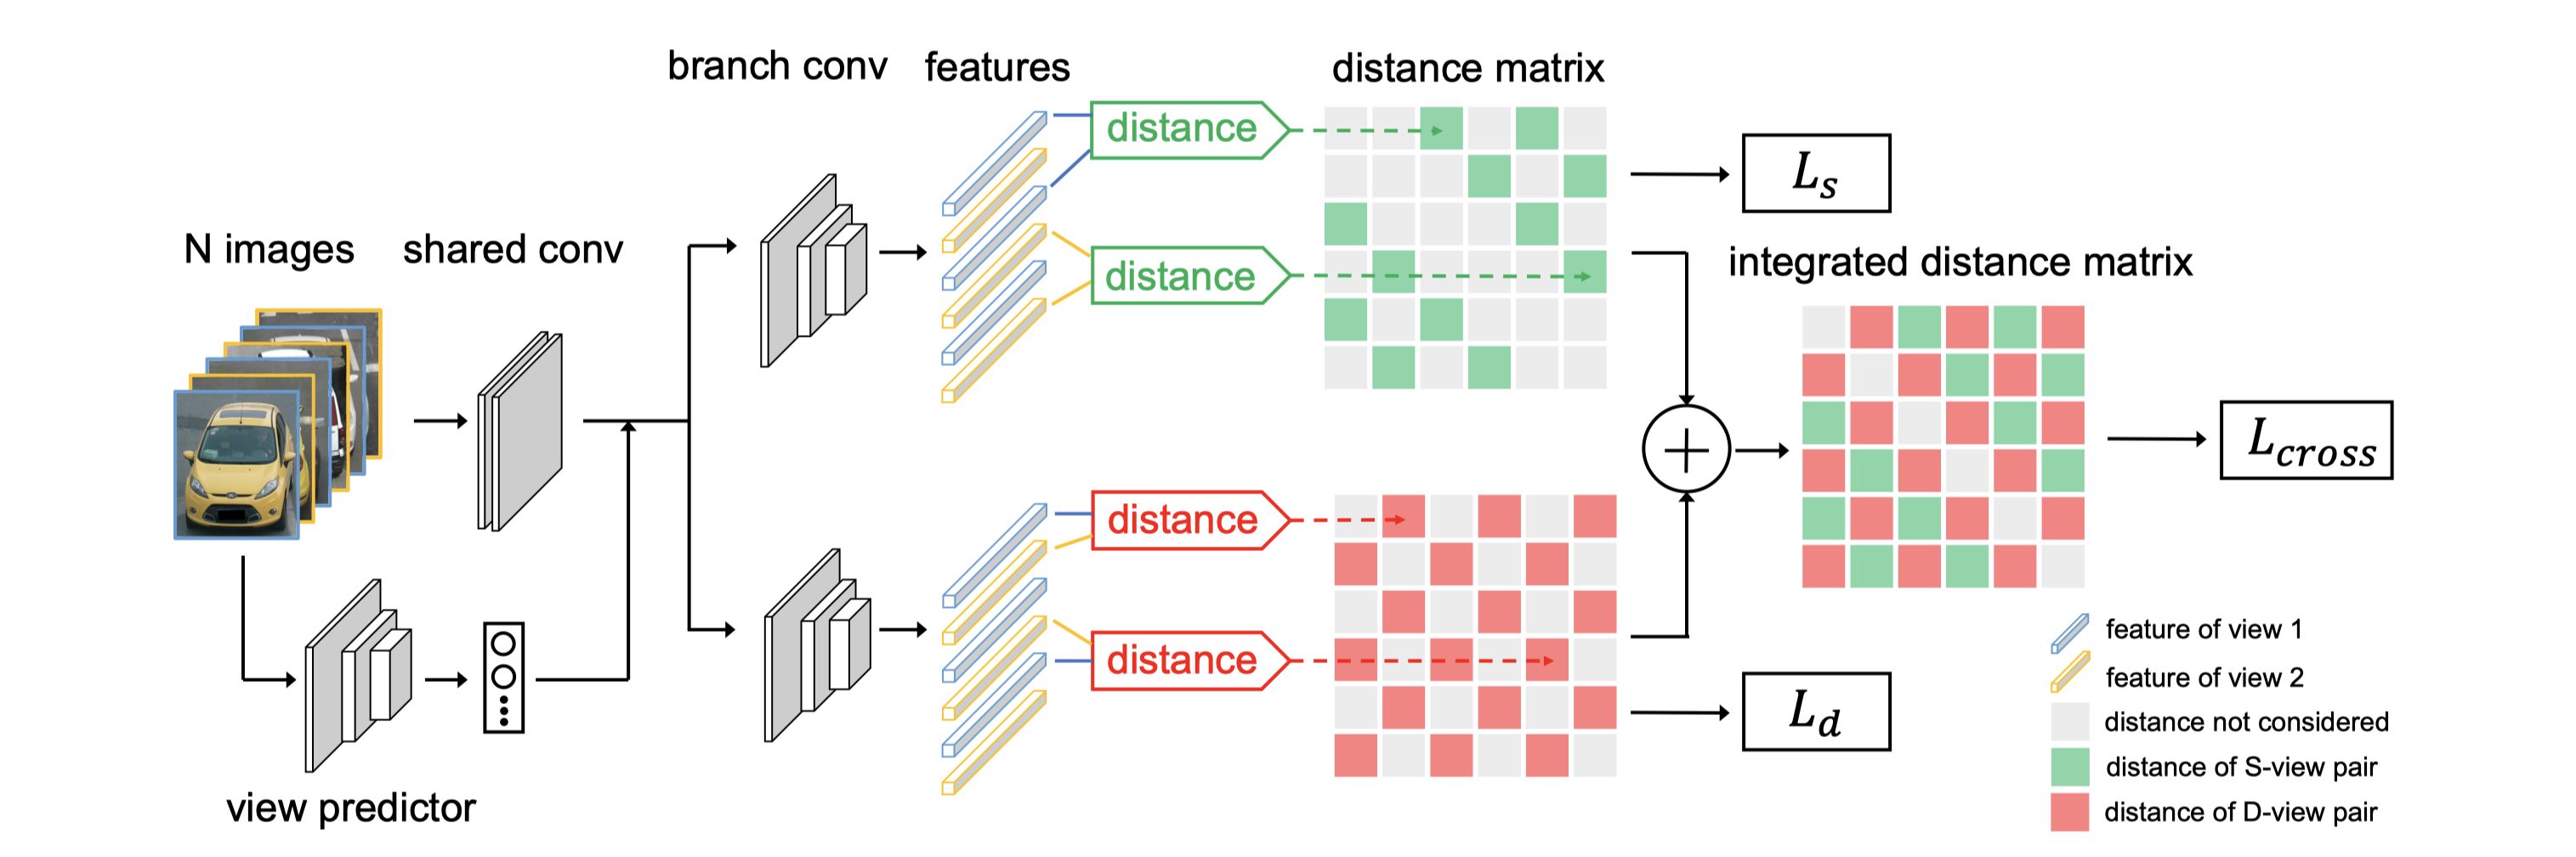 branch conv
features
distance matrix
distance
L_s
N images
shared conv
distance
integrated distance matrix
L_cross
distance
distance
L_d
view predictor
feature of view 1
feature of view 2
distance not considered
distance of S-view pair
distance of D-view pair